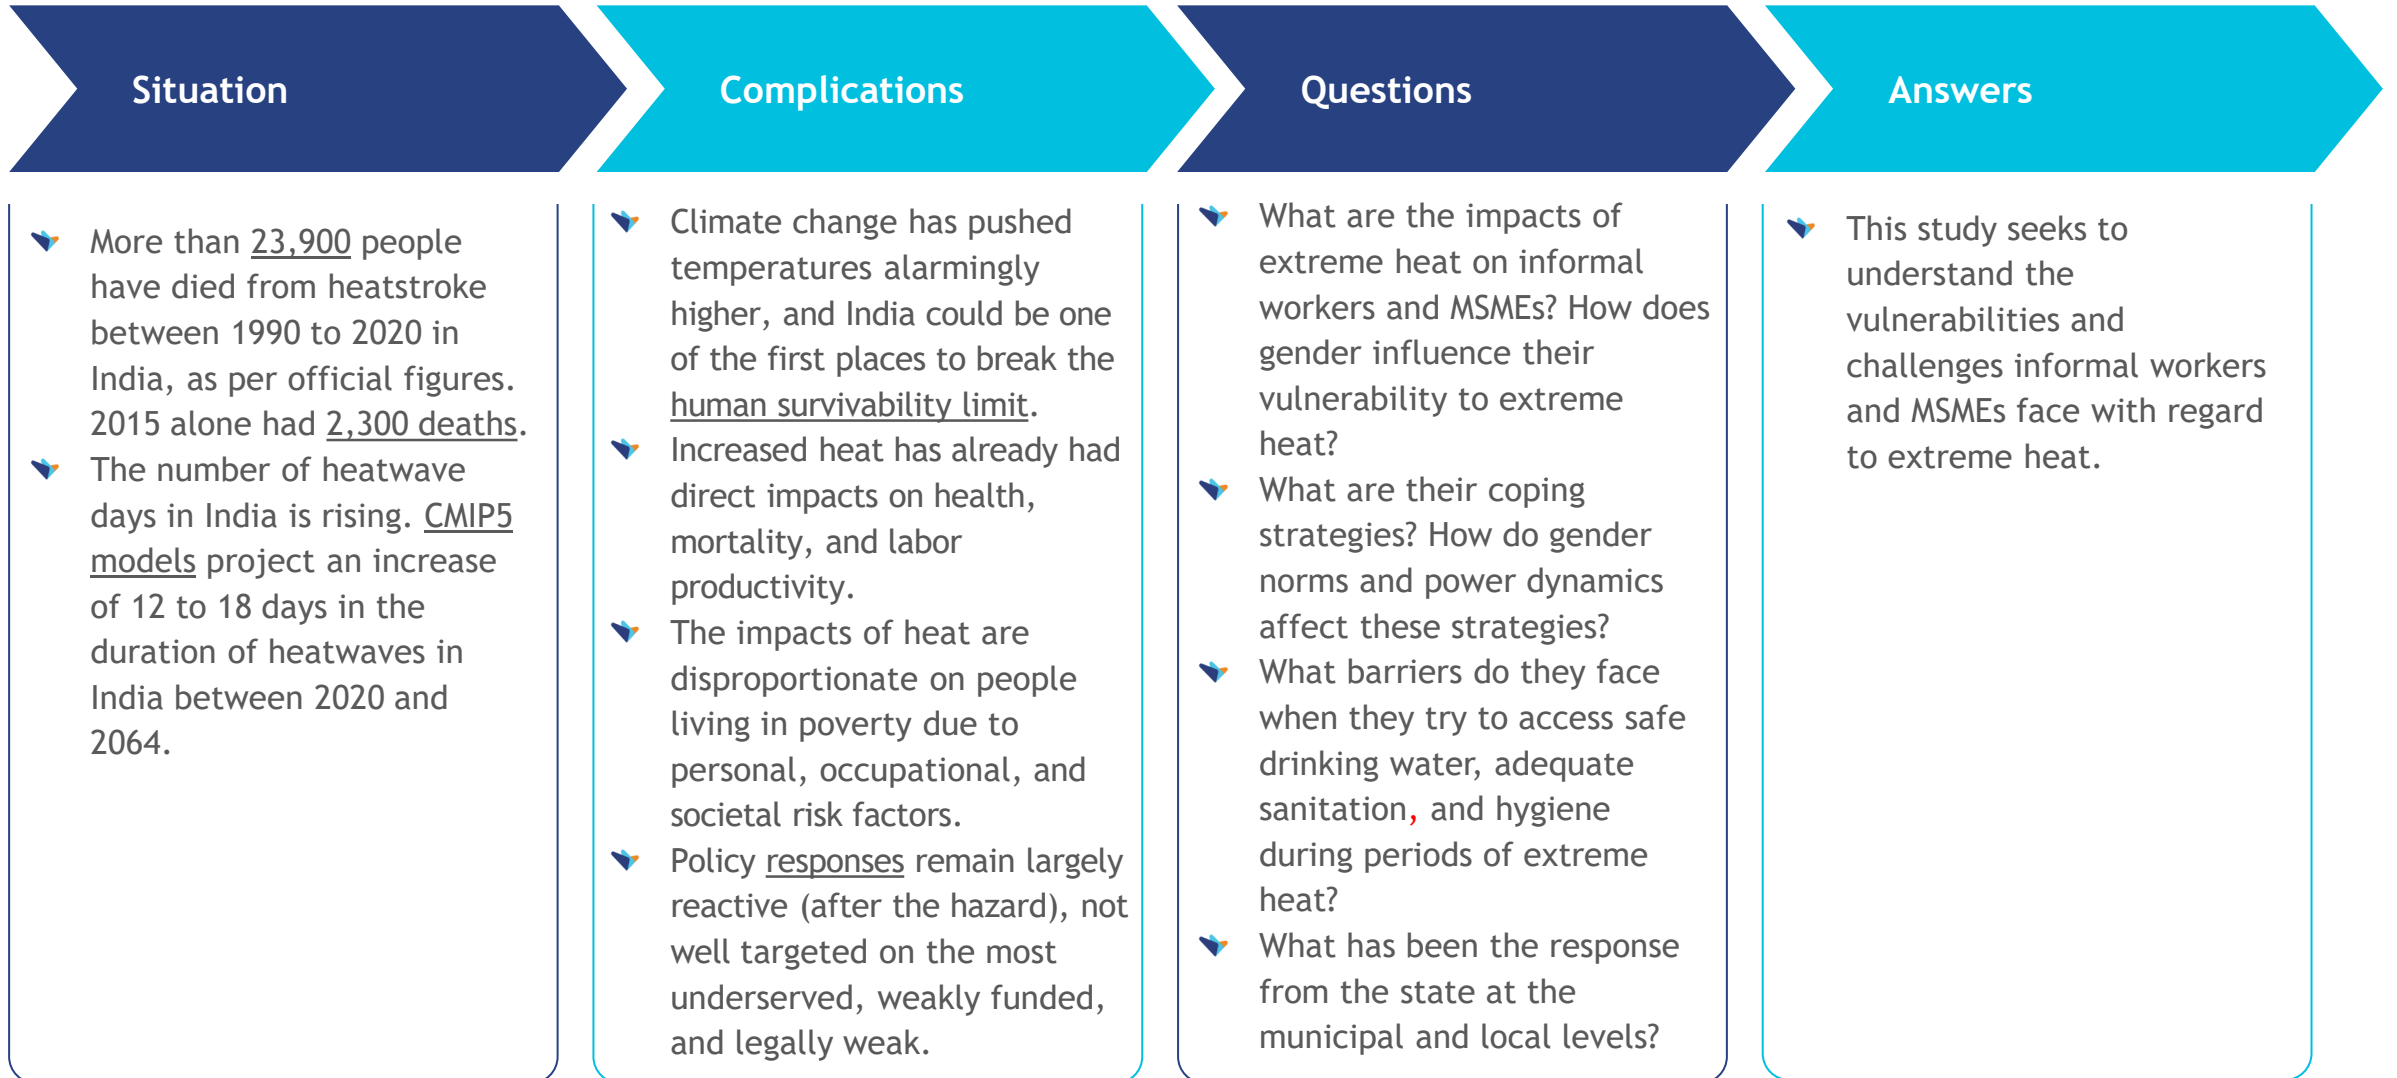 Situation
Complications
Questions
Answers
More than 23,900 people
have died from heatstroke
between 1990 to 2020 in
India, as per official figures.
2015 alone had 2,300 deaths.
The number of heatwave
days in India is rising. CMIP5
models project an increase
of 12 to 18 days in the
duration of heatwaves in
India between 2020 and
2064.
Climate change has pushed
temperatures alarmingly
higher, and India could be one
of the first places to break the
human survivability limit.
Increased heat has already had
direct impacts on health,
mortality, and labor
productivity.
The impacts of heat are
disproportionate on people
living in poverty due to
personal, occupational, and
societal risk factors.
Policy responses remain largely
reactive (after the hazard), not
well targeted on the most
underserved, weakly funded,
and legally weak.
What are the impacts of
extreme heat on informal
workers and MSMEs? How does
gender influence their
vulnerability to extreme
heat?
What are their coping
strategies? How do gender
norms and power dynamics
affect these strategies?
What barriers do they face
when they try to access safe
drinking water, adequate
sanitation, and hygiene
during periods of extreme
heat?
What has been the response
from the state at the
municipal and local levels?
This study seeks to
understand the
vulnerabilities and
challenges informal workers
and MSMEs face with regard
to extreme heat.